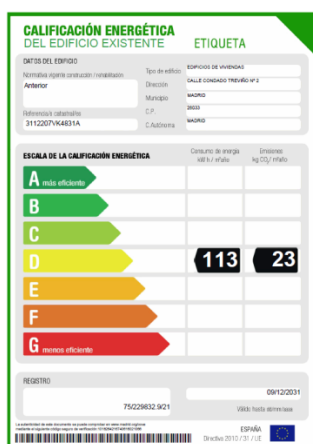 CALIFICACIÓN ENERGÉTICA
DEL EDIFICIO EXISTENTE
ETIQUETA
DATOS DEL EDIFICIO
Normativa vigente construcción / rehabilitación
Anterior
Referencia/s catastral/es
3112207VK4831A
Tipo de edificio
EDIFICIOS DE VIVIENDAS
Dirección
CALLE CONDADO TREVIÑO Nº 2
Municipio
MADRID
C.P.
28033
C.Autónoma
MADRID
ESCALA DE LA CALIFICACIÓN ENERGÉTICA
Consumo de energía
kW h / m²año
Emisiones
kg CO₂/ m²año
A más eficiente
B
C
D
113
23
E
F
G menos eficiente
REGISTRO
75/229832.9/21
09/12/2031
Válido hasta dd/mm/aaaa
ESPAÑA
Directiva 2010 / 31 / UE